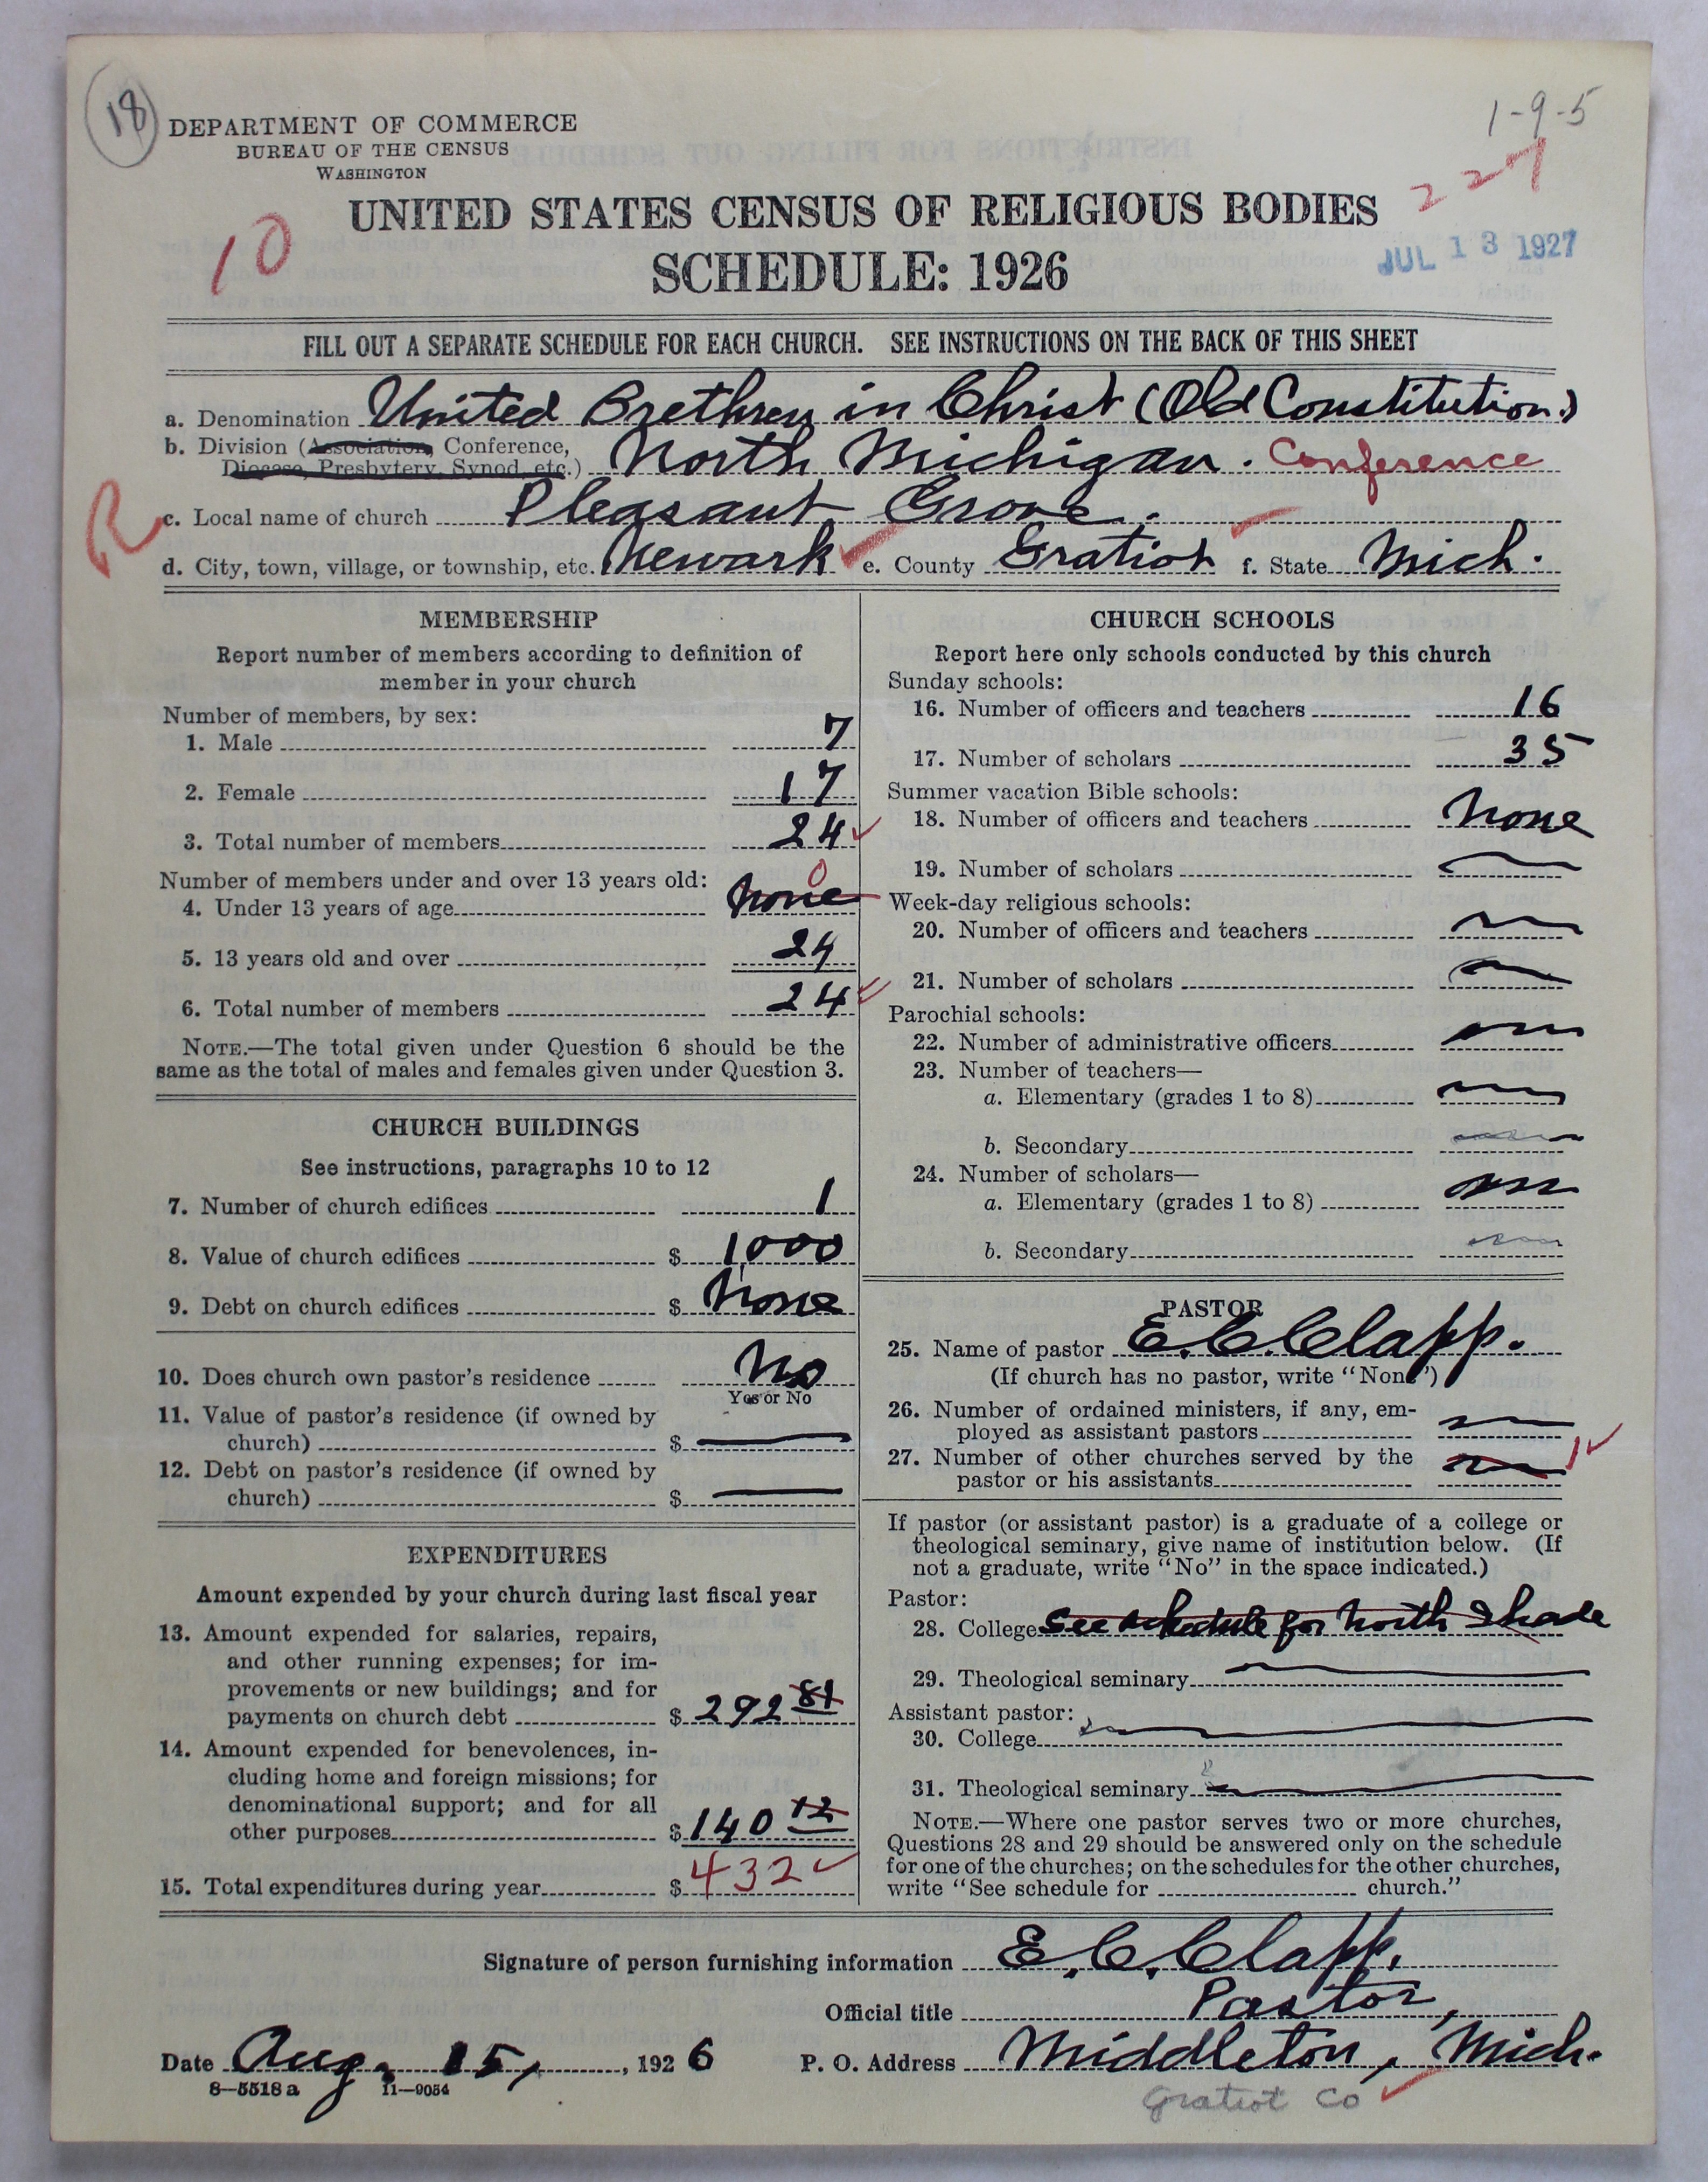 18
DEPARTMENT OF COMMERCE
BUREAU OF THE CENSUS
WASHINGTON
1-9-5
227
10
UNITED STATES CENSUS OF RELIGIOUS BODIES
SCHEDULE: 1926
JUL 13 1927
FILL OUT A SEPARATE SCHEDULE FOR EACH CHURCH. SEE INSTRUCTIONS ON THE BACK OF THIS SHEET
a. Denomination United Brethren in Christ (Old Constitution)
b. Division (Association, Conference,
Diocese, Presbytery, Synod, etc.) North Michigan. Conference
R
c. Local name of church Pleasant Grove.
d. City, town, village, or township, etc. Newark e. County Gratiot f. State Mich.
MEMBERSHIP
Report number of members according to definition of
member in your church
Number of members, by sex:
1. Male 7
2. Female 17
3. Total number of members 24
Number of members under and over 13 years old: 0
4. Under 13 years of age none
5. 13 years old and over 24
6. Total number of members 24
NOTE.—The total given under Question 6 should be the
same as the total of males and females given under Question 3.
CHURCH BUILDINGS
See instructions, paragraphs 10 to 12
7. Number of church edifices 1
8. Value of church edifices $ 1000
9. Debt on church edifices $ None
10. Does church own pastor's residence No
Yes or No
11. Value of pastor's residence (if owned by
church) $
12. Debt on pastor's residence (if owned by
church) $
EXPENDITURES
Amount expended by your church during last fiscal year
13. Amount expended for salaries, repairs,
and other running expenses; for im-
provements or new buildings; and for
payments on church debt $ 292 81
14. Amount expended for benevolences, in-
cluding home and foreign missions; for
denominational support; and for all
other purposes $ 140 12
15. Total expenditures during year $ 432
CHURCH SCHOOLS
Report here only schools conducted by this church
Sunday schools:
16. Number of officers and teachers 16
17. Number of scholars 35
Summer vacation Bible schools:
18. Number of officers and teachers None
19. Number of scholars
Week-day religious schools:
20. Number of officers and teachers
21. Number of scholars
Parochial schools:
22. Number of administrative officers
23. Number of teachers—
a. Elementary (grades 1 to 8)
b. Secondary
24. Number of scholars—
a. Elementary (grades 1 to 8)
b. Secondary
PASTOR
25. Name of pastor E. C. Clapp.
(If church has no pastor, write "None")
26. Number of ordained ministers, if any, em-
ployed as assistant pastors
27. Number of other churches served by the
pastor or his assistants 1
If pastor (or assistant pastor) is a graduate of a college or
theological seminary, give name of institution below. (If
not a graduate, write "No" in the space indicated.)
Pastor:
28. College See schedule for North Shade
29. Theological seminary
Assistant pastor:
30. College
31. Theological seminary
NOTE.—Where one pastor serves two or more churches,
Questions 28 and 29 should be answered only on the schedule
for one of the churches; on the schedules for the other churches,
write "See schedule for church."
Signature of person furnishing information E. C. Clapp.
Official title Pastor,
Date Aug. 15, , 1926 P. O. Address Middleton, Mich.
8—5518 a 11—9054
Gratiot Co